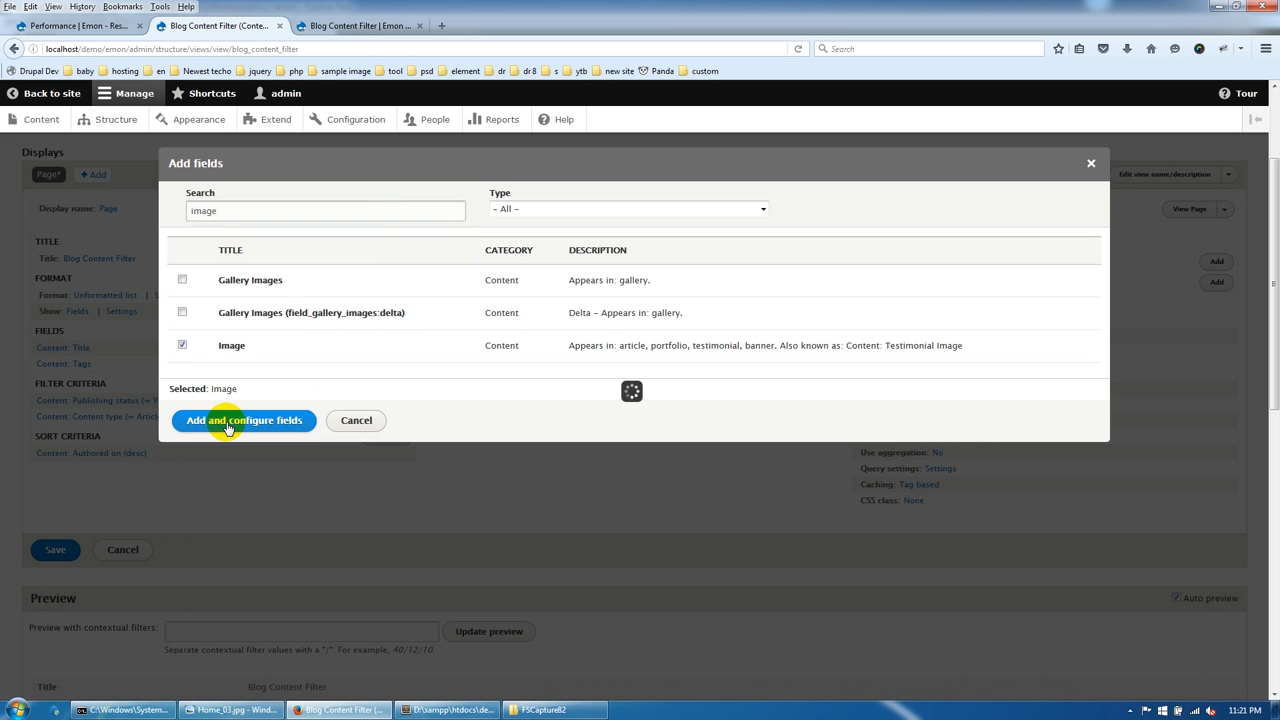 File Edit View History Bookmarks Tools Help
Performance | Emon - Res... × Blog Content Filter (Conte... × Blog Content Filter | Emon ... × +
localhost/demo/emon/admin/structure/views/view/blog_content_filter Search
Drupal Dev baby hosting en Newest techo jquery php sample image tool psd element dr dr 8 s ytb new site Panda custom
Back to site Manage Shortcuts admin Tour
Content Structure Appearance Extend Configuration People Reports Help
Displays
Page* + Add Edit view name/description
Display name: Page View Page
Add fields ×
Search Type
image - All -
TITLE CATEGORY DESCRIPTION
Gallery Images Content Appears in: gallery.
Gallery Images (field_gallery_images:delta) Content Delta – Appears in: gallery.
Image Content Appears in: article, portfolio, testimonial, banner. Also known as: Content: Testimonial Image
Selected: Image
Add and configure fields Cancel
TITLE
Title: Blog Content Filter
FORMAT
Format: Unformatted list | S
Show: Fields | Settings
FIELDS
Content: Title
Content: Tags
FILTER CRITERIA
Content: Publishing status (=
Content: Content type (= Artic
SORT CRITERIA
Content: Authored on (desc)
Add
Add
Use aggregation: No
Query settings: Settings
Caching: Tag based
CSS class: None
Save Cancel
Preview Auto preview
Preview with contextual filters: Update preview
Separate contextual filter values with a "/". For example, 40/12/10.
Title Blog Content Filter
C:\Windows\System... Home_03.jpg - Wind... Blog Content Filter (... D:\xampp\htdocs\de... FSCapture82 11:21 PM